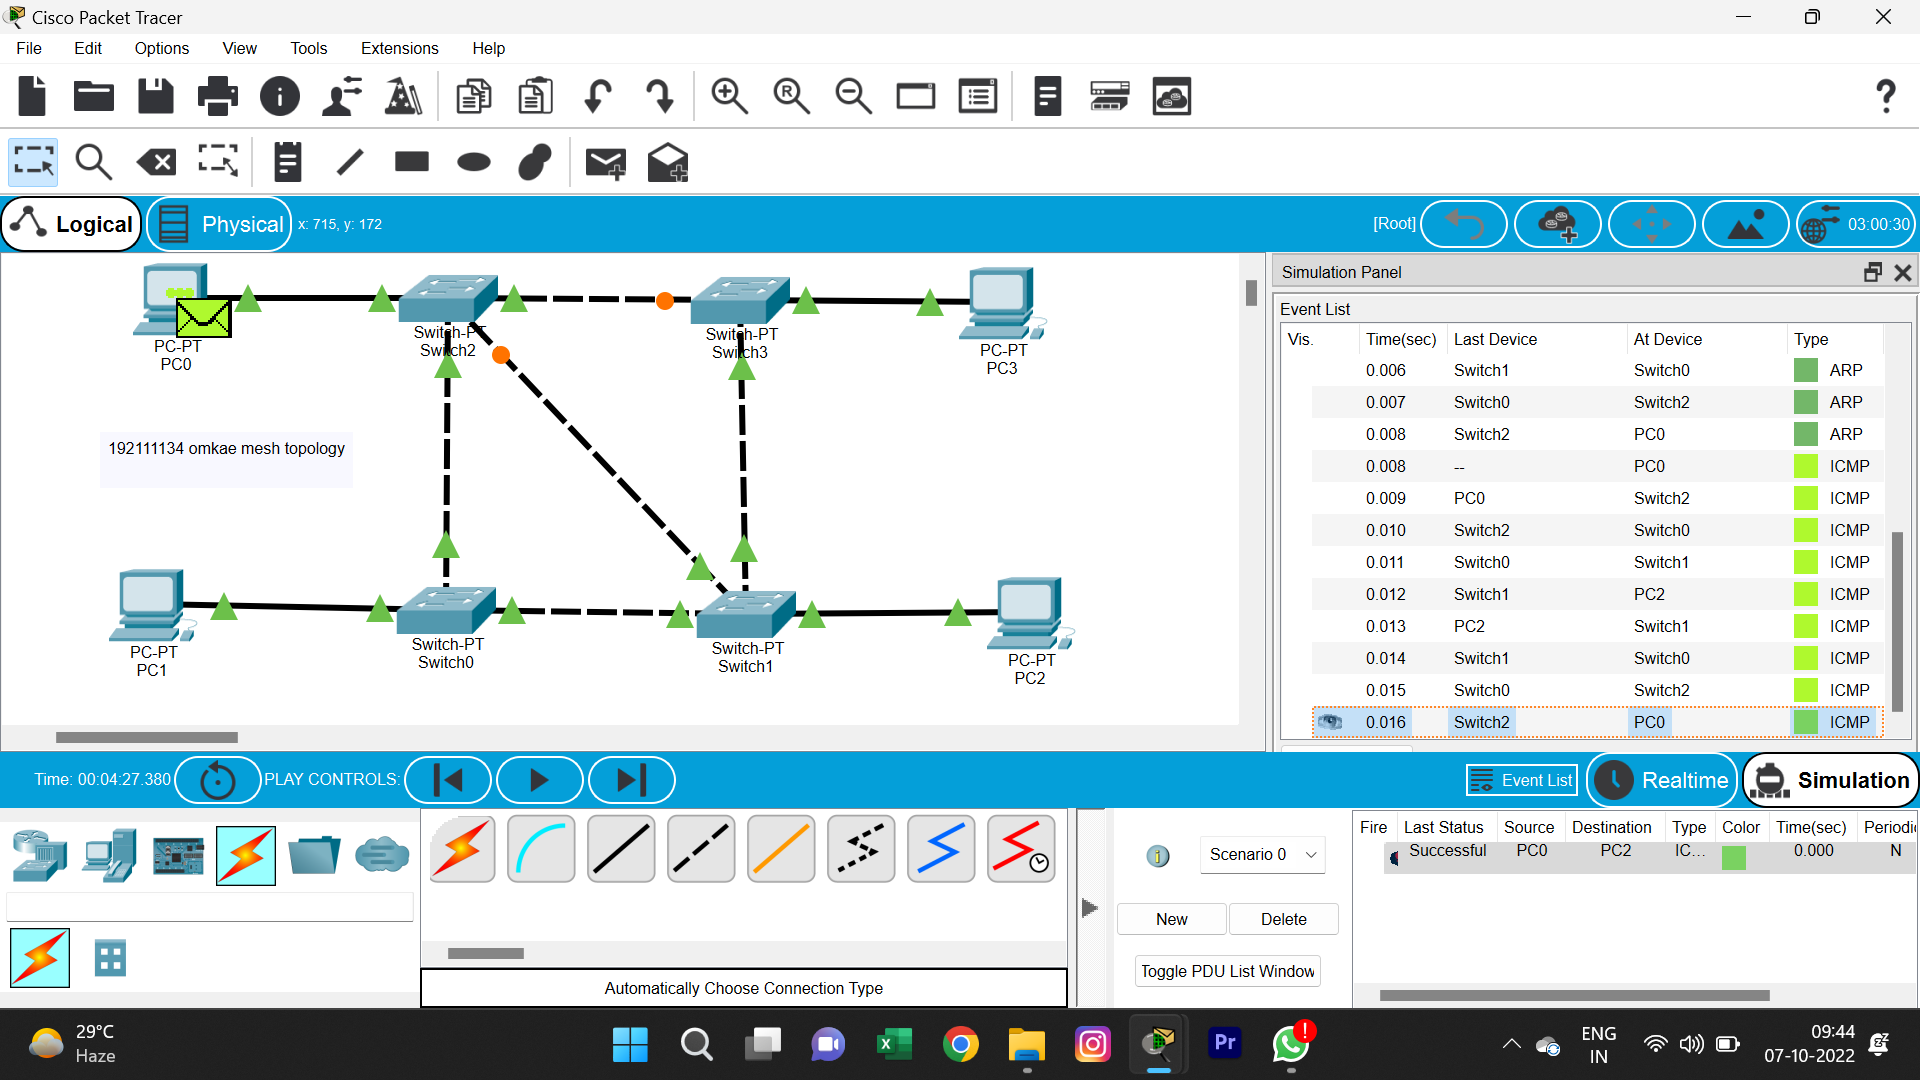 Cisco Packet Tracer
File Edit Options View Tools Extensions Help
Logical Physical x: 715, y: 172 [Root] 03:00:30
PC-PT
PC0
Switch-PT
Switch2
Switch-PT
Switch3
PC-PT
PC3
192111134 omkae mesh topology
PC-PT
PC1
Switch-PT
Switch0
Switch-PT
Switch1
PC-PT
PC2
Simulation Panel
Event List
Vis. Time(sec) Last Device At Device Type
0.006 Switch1 Switch0 ARP
0.007 Switch0 Switch2 ARP
0.008 Switch2 PC0 ARP
0.008 -- PC0 ICMP
0.009 PC0 Switch2 ICMP
0.010 Switch2 Switch0 ICMP
0.011 Switch0 Switch1 ICMP
0.012 Switch1 PC2 ICMP
0.013 PC2 Switch1 ICMP
0.014 Switch1 Switch0 ICMP
0.015 Switch0 Switch2 ICMP
0.016 Switch2 PC0 ICMP
Time: 00:04:27.380 PLAY CONTROLS: Event List Realtime Simulation
Automatically Choose Connection Type
Scenario 0
New Delete
Toggle PDU List Window
Fire Last Status Source Destination Type Color Time(sec) Periodi
Successful PC0 PC2 IC... 0.000 N
29°C
Haze
Pr
ENG
IN
09:44
07-10-2022